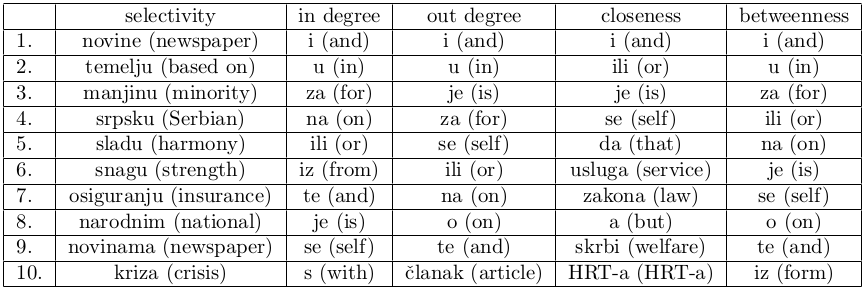 selectivity in degree out degree closeness betweenness
1. novine (newspaper) i (and) i (and) i (and) i (and)
2. temelju (based on) u (in) u (in) ili (or) u (in)
3. manjinu (minority) za (for) je (is) je (is) za (for)
4. srpsku (Serbian) na (on) za (for) se (self) ili (or)
5. sladu (harmony) ili (or) se (self) da (that) na (on)
6. snagu (strength) iz (from) ili (or) usluga (service) je (is)
7. osiguranju (insurance) te (and) na (on) zakona (law) se (self)
8. narodnim (national) je (is) o (on) a (but) o (on)
9. novinama (newspaper) se (self) te (and) skrbi (welfare) te (and)
10. kriza (crisis) s (with) članak (article) HRT-a (HRT-a) iz (form)